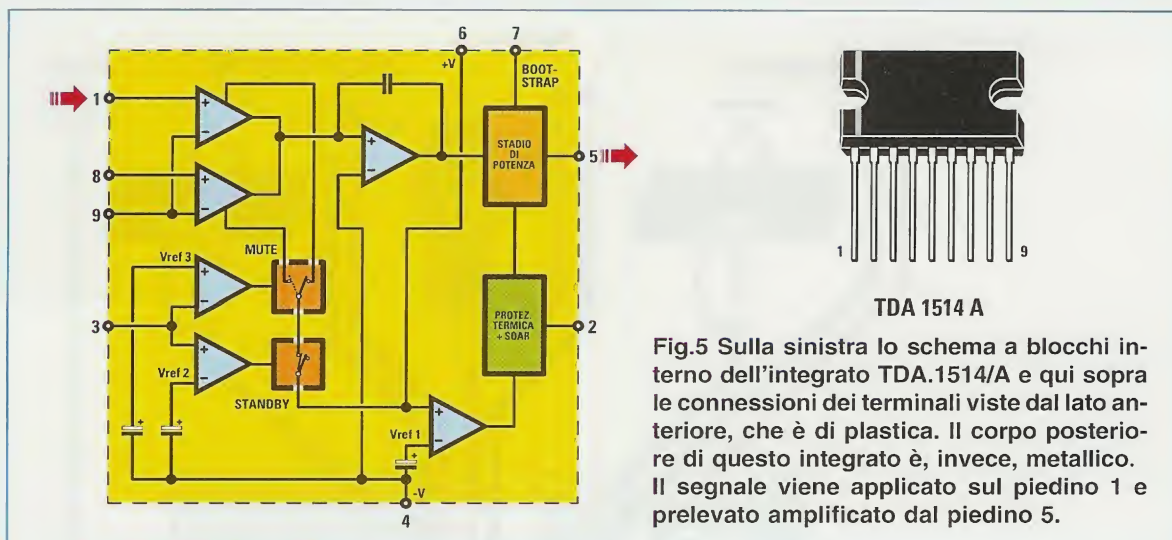 6
7
+V
BOOT-
STRAP
1
+
-
+
-
STADIO
DI
POTENZA
5
8
+
-
9
MUTE
Vref 3
+
-
PROTEZ.
TERMICA
+ SOAR
3
2
+
-
Vref 2
STANDBY
+
-
Vref 1
+
+
+
-V
4
1
9
TDA 1514 A
Fig.5 Sulla sinistra lo schema a blocchi in-
terno dell'integrato TDA.1514/A e qui sopra
le connessioni dei terminali viste dal lato an-
teriore, che è di plastica. Il corpo posterio-
re di questo integrato è, invece, metallico.
Il segnale viene applicato sul piedino 1 e
prelevato amplificato dal piedino 5.